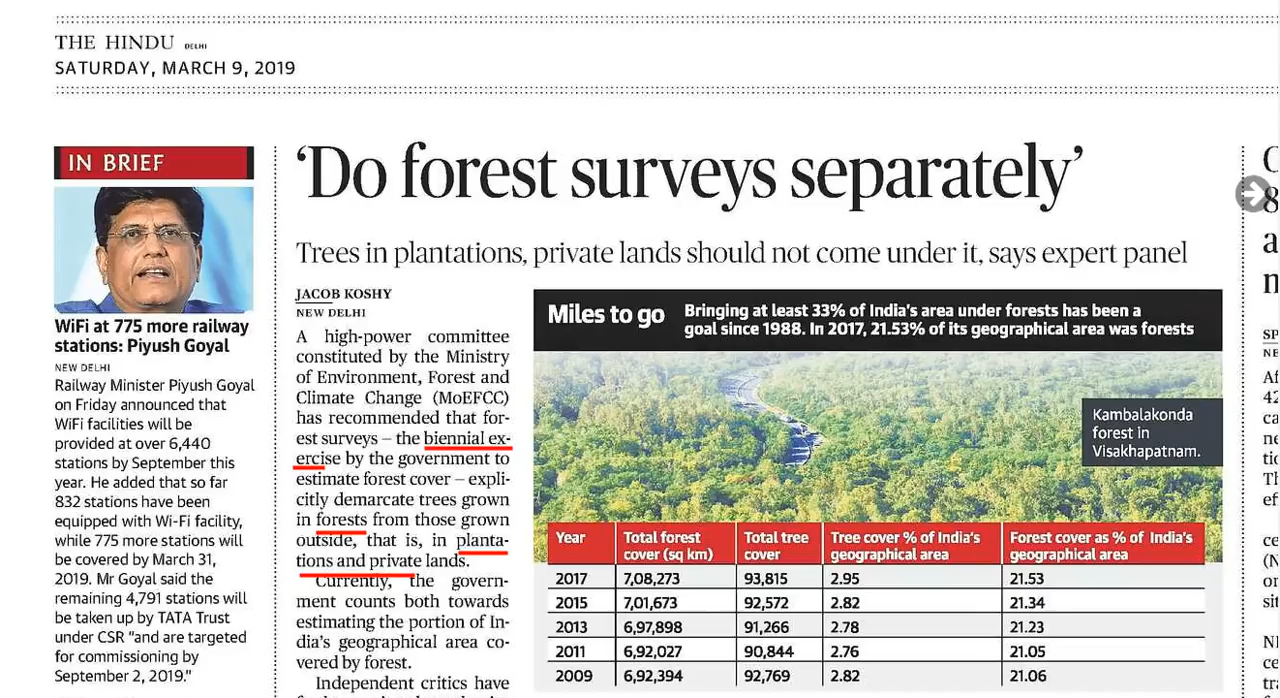 THE HINDU DELHI
SATURDAY, MARCH 9, 2019
IN BRIEF
WiFi at 775 more railway
stations: Piyush Goyal
NEW DELHI
Railway Minister Piyush Goyal
on Friday announced that
WiFi facilities will be
provided at over 6,440
stations by September this
year. He added that so far
832 stations have been
equipped with Wi-Fi facility,
while 775 more stations will
be covered by March 31,
2019. Mr Goyal said the
remaining 4,791 stations will
be taken up by TATA Trust
under CSR "and are targeted
for commissioning by
September 2, 2019."
‘Do forest surveys separately’
Trees in plantations, private lands should not come under it, says expert panel
JACOB KOSHY
NEW DELHI
A high-power committee
constituted by the Ministry
of Environment, Forest and
Climate Change (MoEFCC)
has recommended that for-
est surveys – the biennial ex-
ercise by the government to
estimate forest cover – expli-
citly demarcate trees grown
in forests from those grown
outside, that is, in planta-
tions and private lands.
Currently, the govern-
ment counts both towards
estimating the portion of In-
dia's geographical area co-
vered by forest.
Independent critics have
Miles to go
Bringing at least 33% of India's area under forests has been a
goal since 1988. In 2017, 21.53% of its geographical area was forests
Kambalakonda
forest in
Visakhapatnam.
Year Total forest cover (sq km) Total tree cover Tree cover % of India's geographical area Forest cover as % of India's geographical area
2017 7,08,273 93,815 2.95 21.53
2015 7,01,673 92,572 2.82 21.34
2013 6,97,898 91,266 2.78 21.23
2011 6,92,027 90,844 2.76 21.05
2009 6,92,394 92,769 2.82 21.06